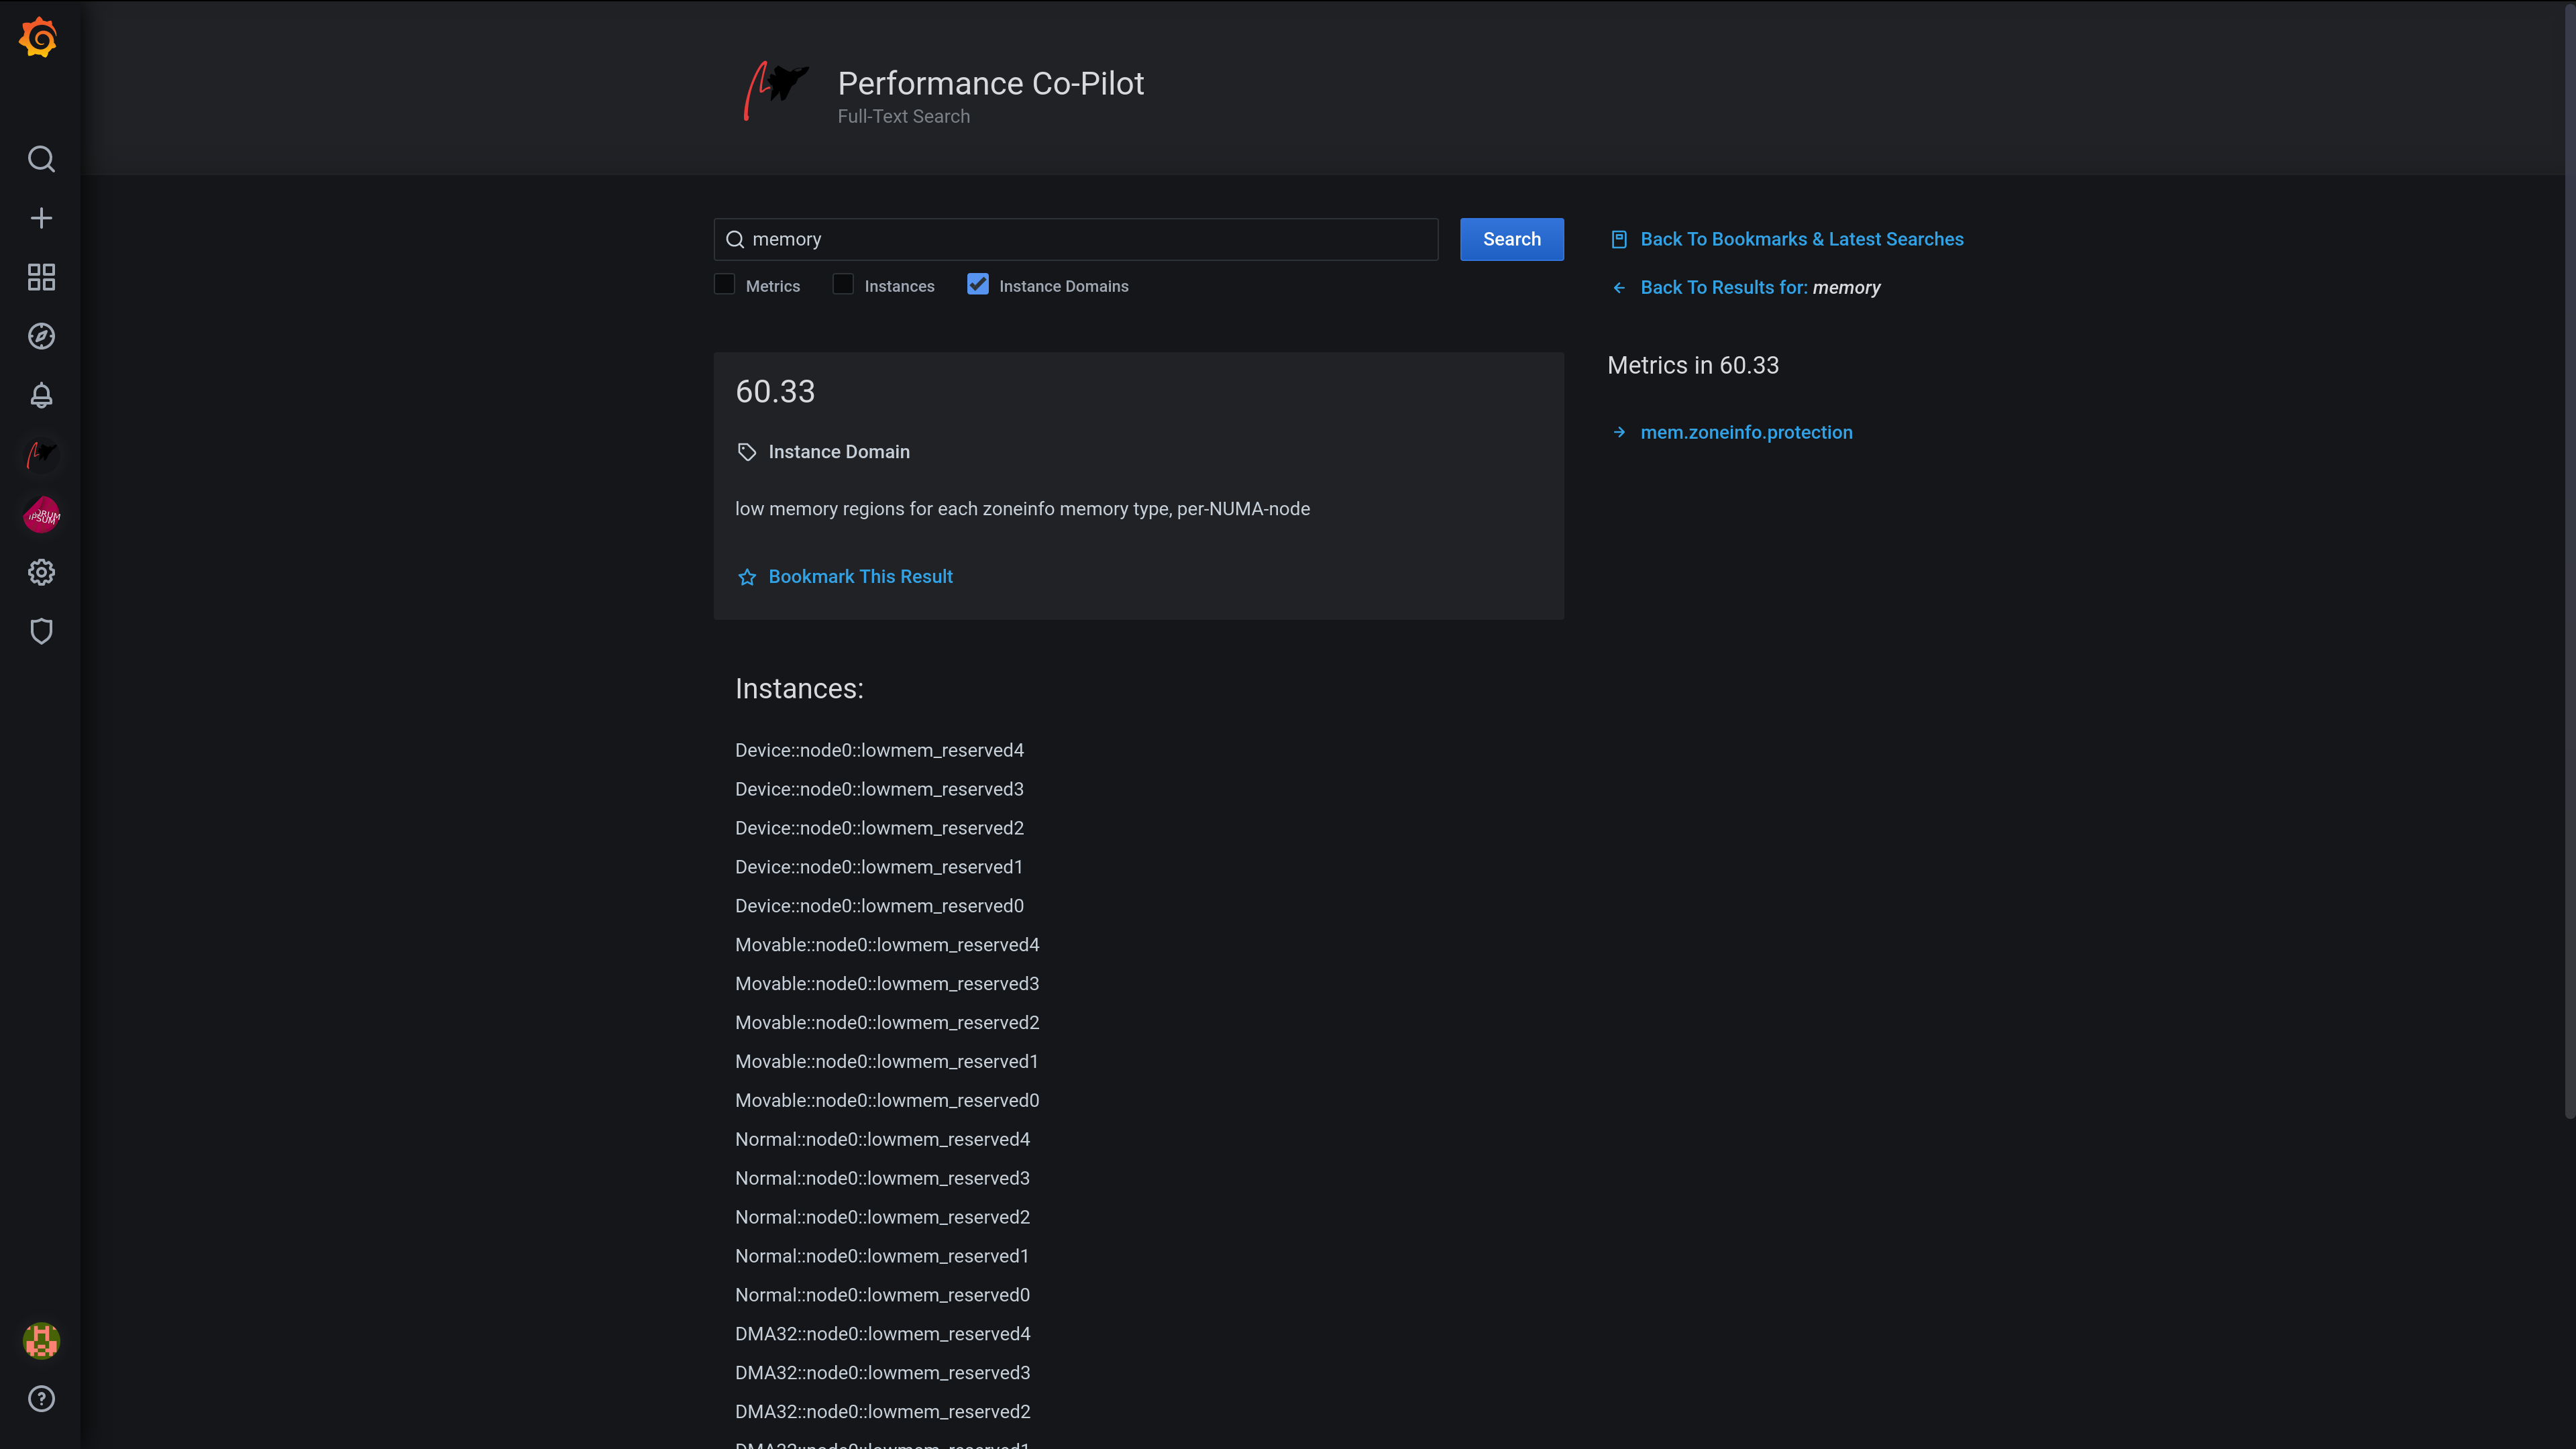 Performance Co-Pilot
Full-Text Search
memory
Search
Metrics
Instances
Instance Domains
Back To Bookmarks & Latest Searches
Back To Results for: memory
60.33
Instance Domain
low memory regions for each zoneinfo memory type, per-NUMA-node
Bookmark This Result
Metrics in 60.33
mem.zoneinfo.protection
Instances:
Device::node0::lowmem_reserved4
Device::node0::lowmem_reserved3
Device::node0::lowmem_reserved2
Device::node0::lowmem_reserved1
Device::node0::lowmem_reserved0
Movable::node0::lowmem_reserved4
Movable::node0::lowmem_reserved3
Movable::node0::lowmem_reserved2
Movable::node0::lowmem_reserved1
Movable::node0::lowmem_reserved0
Normal::node0::lowmem_reserved4
Normal::node0::lowmem_reserved3
Normal::node0::lowmem_reserved2
Normal::node0::lowmem_reserved1
Normal::node0::lowmem_reserved0
DMA32::node0::lowmem_reserved4
DMA32::node0::lowmem_reserved3
DMA32::node0::lowmem_reserved2